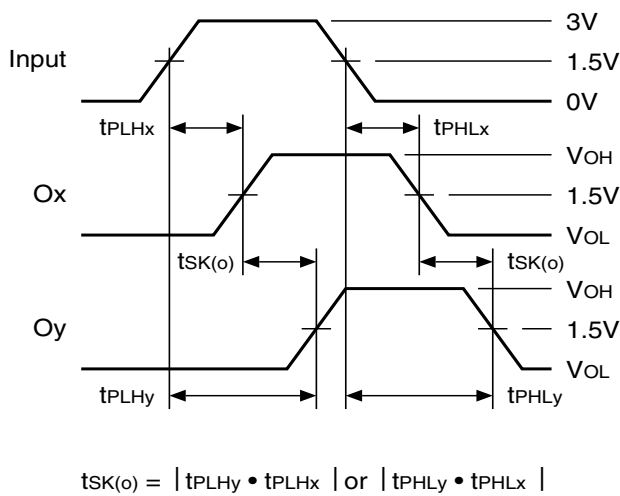 3V
Input
1.5V
0V
tPLHx
tPHLx
VOH
Ox
1.5V
VOL
tSK(o)
tSK(o)
VOH
Oy
1.5V
VOL
tPLHy
tPHLy
tSK(o) = | tPLHy • tPLHx | or | tPHLy • tPHLx |